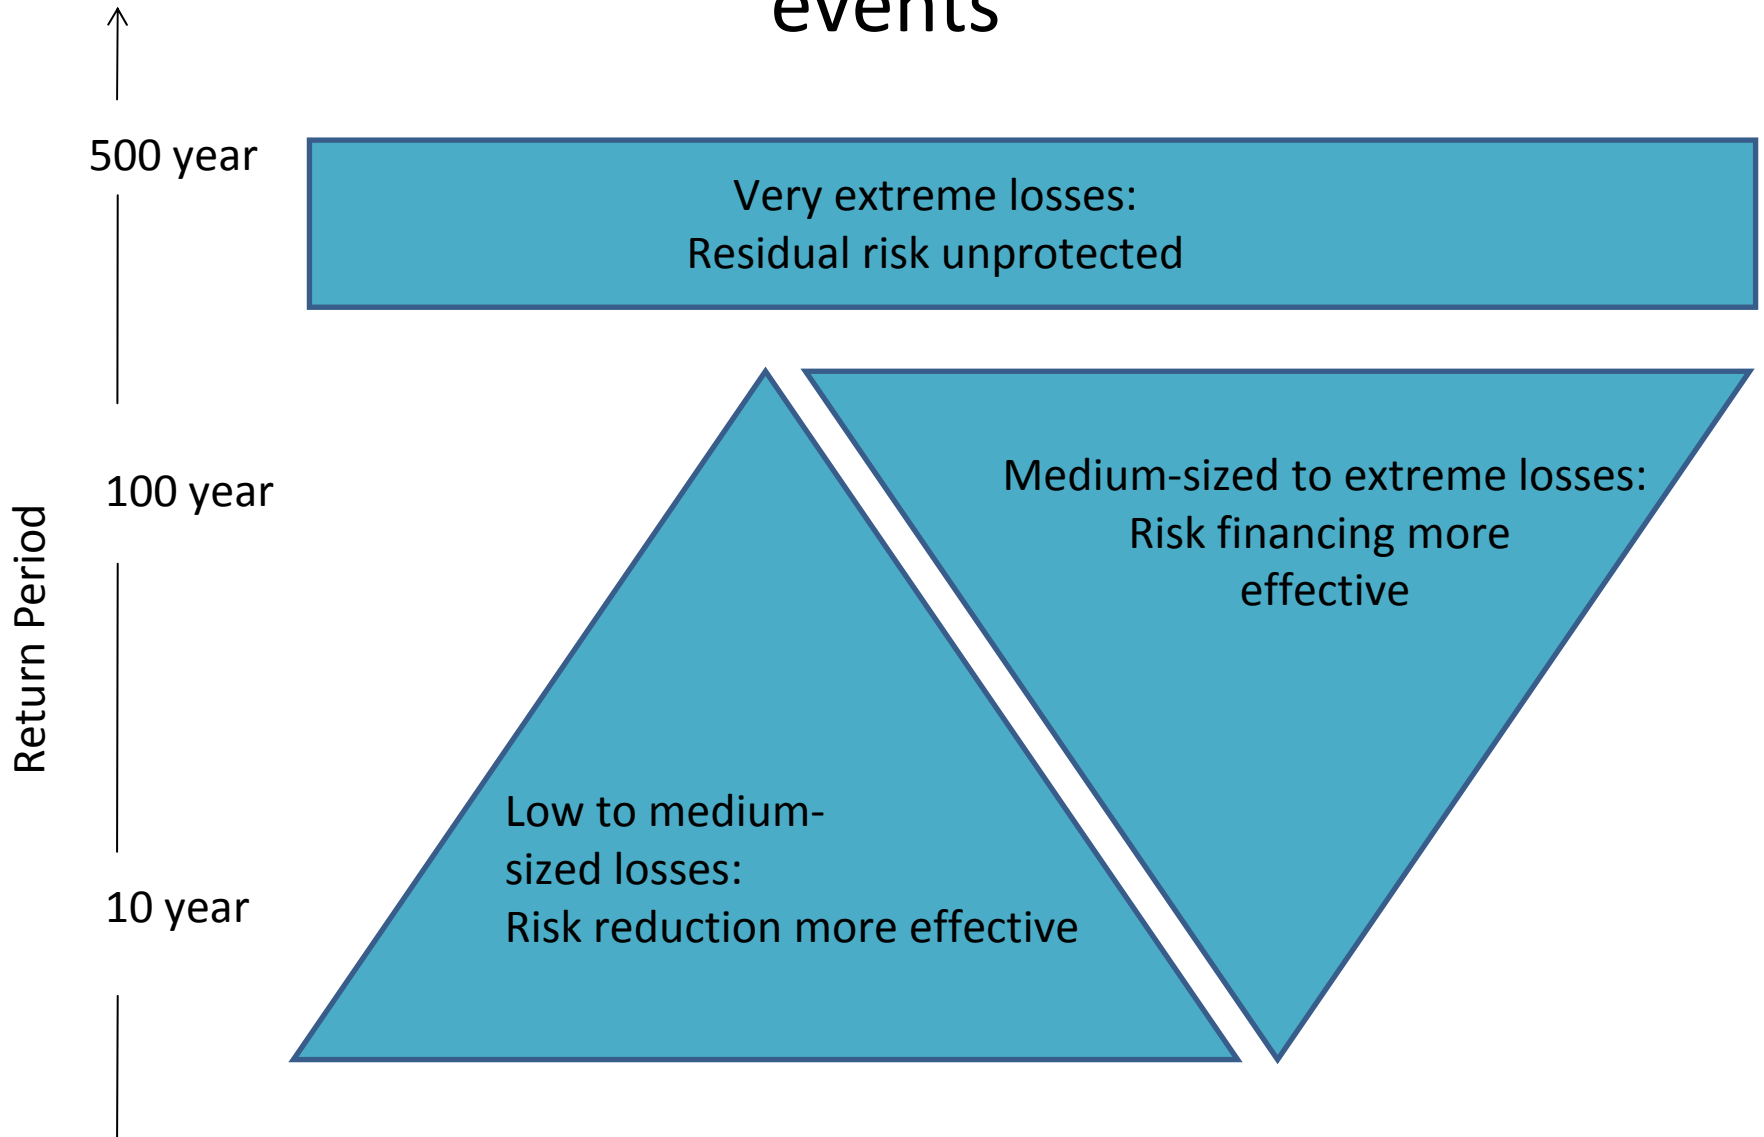 events
500 year
Very extreme losses:
Residual risk unprotected
100 year
Medium-sized to extreme losses:
Risk financing more
effective
Return Period
Low to medium-
sized losses:
Risk reduction more effective
10 year